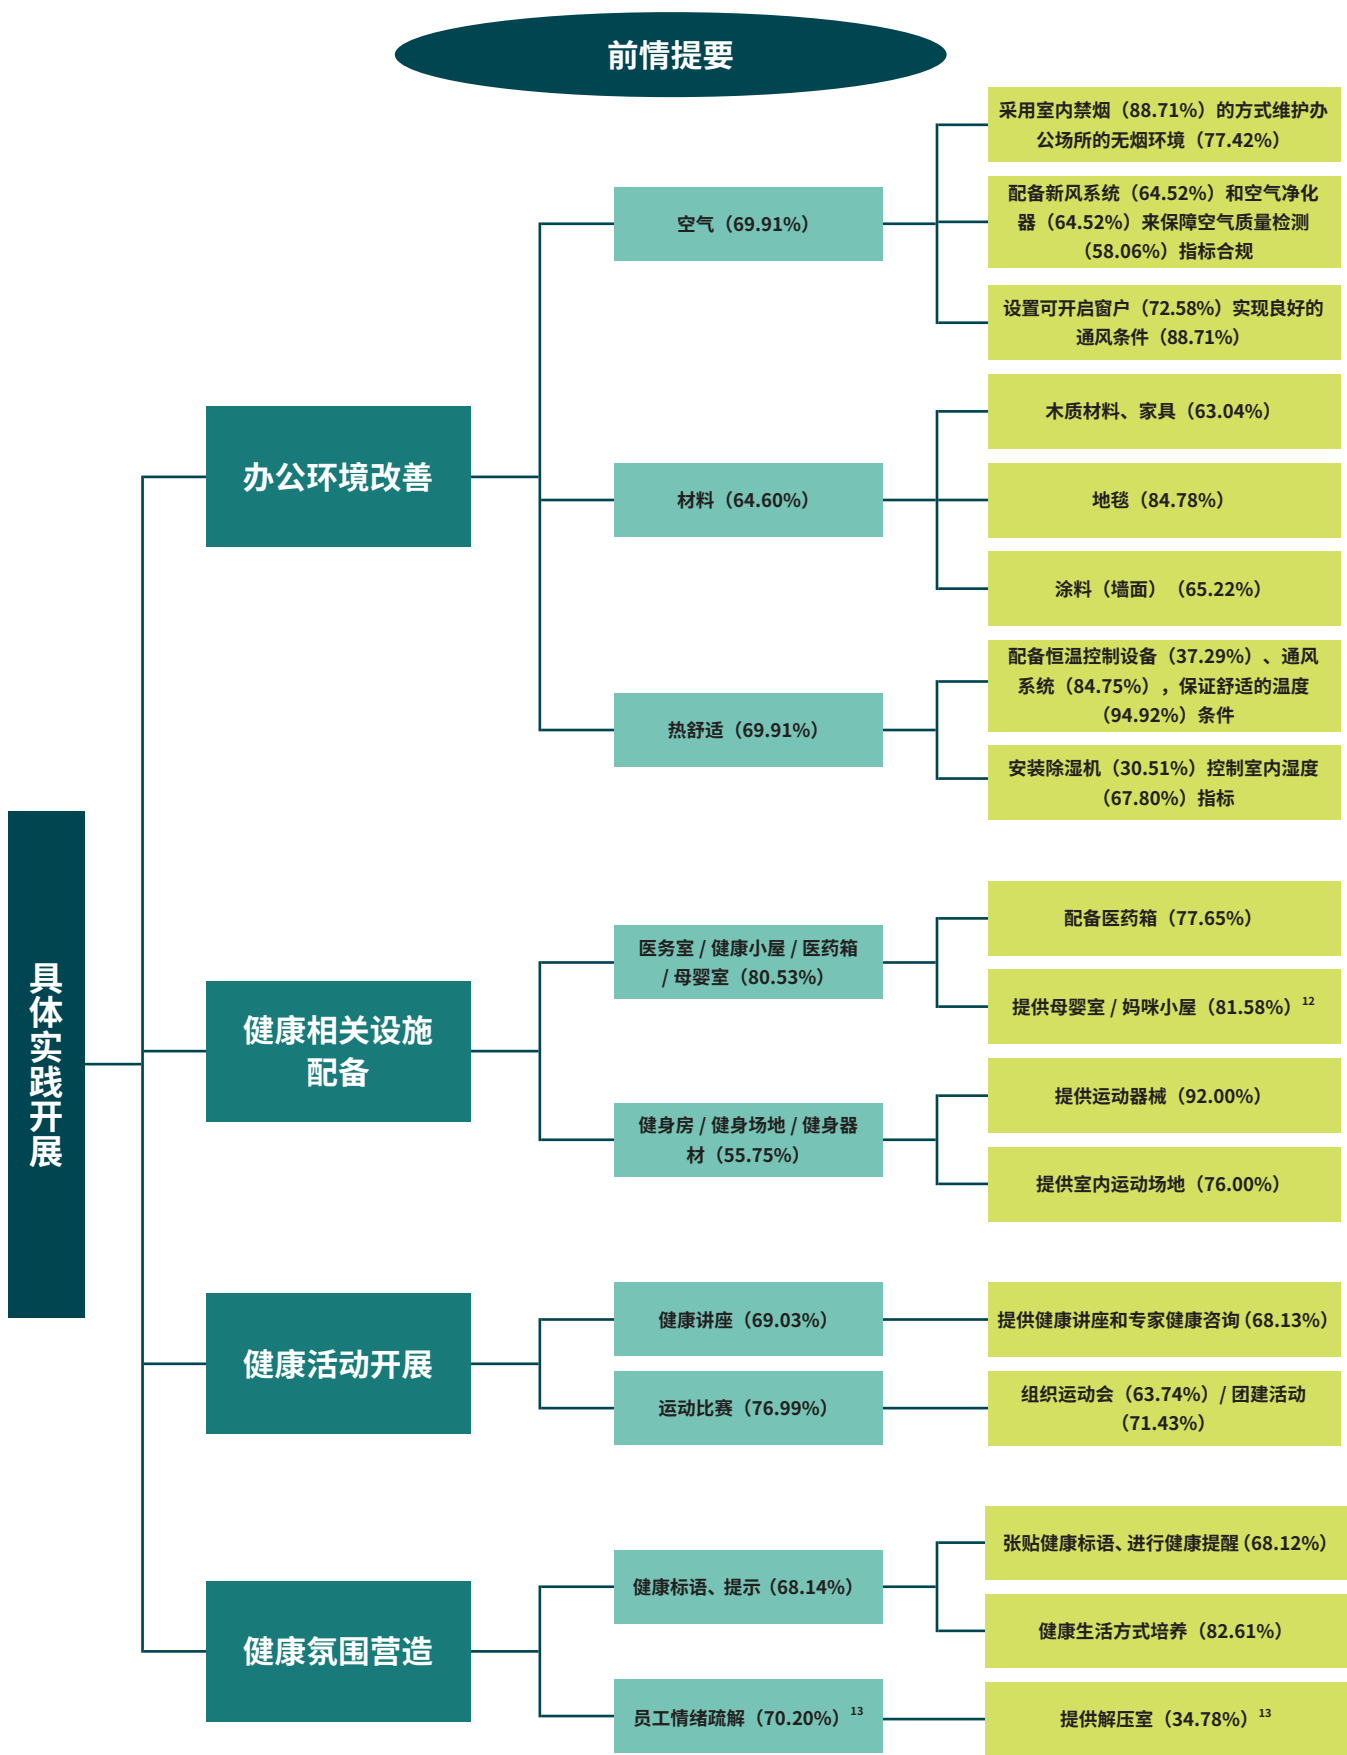 前情提要
具体实践开展
办公环境改善
空气（69.91%）
采用室内禁烟（88.71%）的方式维护办
公场所的无烟环境（77.42%）
配备新风系统（64.52%）和空气净化
器（64.52%）来保障空气质量检测
（58.06%）指标合规
设置可开启窗户（72.58%）实现良好的
通风条件（88.71%）
材料（64.60%）
木质材料、家具（63.04%）
地毯（84.78%）
涂料（墙面）（65.22%）
热舒适（69.91%）
配备恒温控制设备（37.29%）、通风
系统（84.75%），保证舒适的温度
（94.92%）条件
安装除湿机（30.51%）控制室内湿度
（67.80%）指标
健康相关设施
配备
医务室 / 健康小屋 / 医药箱
/ 母婴室（80.53%）
配备医药箱（77.65%）
提供母婴室 / 妈咪小屋（81.58%）12
健身房 / 健身场地 / 健身器
材（55.75%）
提供运动器械（92.00%）
提供室内运动场地（76.00%）
健康活动开展
健康讲座（69.03%）
提供健康讲座和专家健康咨询（68.13%）
运动比赛（76.99%）
组织运动会（63.74%）/ 团建活动
（71.43%）
健康氛围营造
健康标语、提示（68.14%）
张贴健康标语、进行健康提醒（68.12%）
健康生活方式培养（82.61%）
员工情绪疏解（70.20%）13
提供解压室（34.78%）13